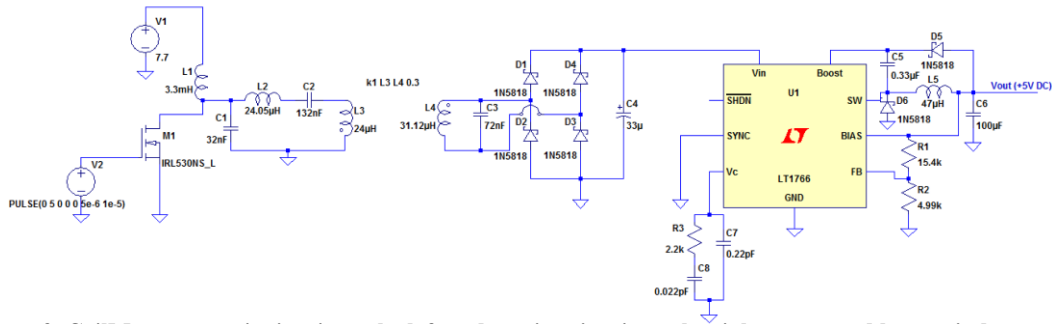 V1
7.7
L1
3.3mH
L2
24.05µH
C2
132nF
k1 L3 L4 0.3
L3
24µH
C1
32nF
M1
IRL530NS_L
V2
PULSE(0 5 0 0 0 5e-6 1e-5)
L4
31.12µH
C3
72nF
D1
1N5818
D4
1N5818
D2
1N5818
D3
1N5818
C4
33µ
Vin
Boost
U1
SHDN
SW
SYNC
BIAS
Vc
LT1766
FB
GND
D5
1N5818
C5
0.33µF
L5
47µH
D6
1N5818
Vout (+5V DC)
C6
100µF
R1
15.4k
R2
4.99k
R3
2.2k
C7
0.22pF
C8
0.022pF